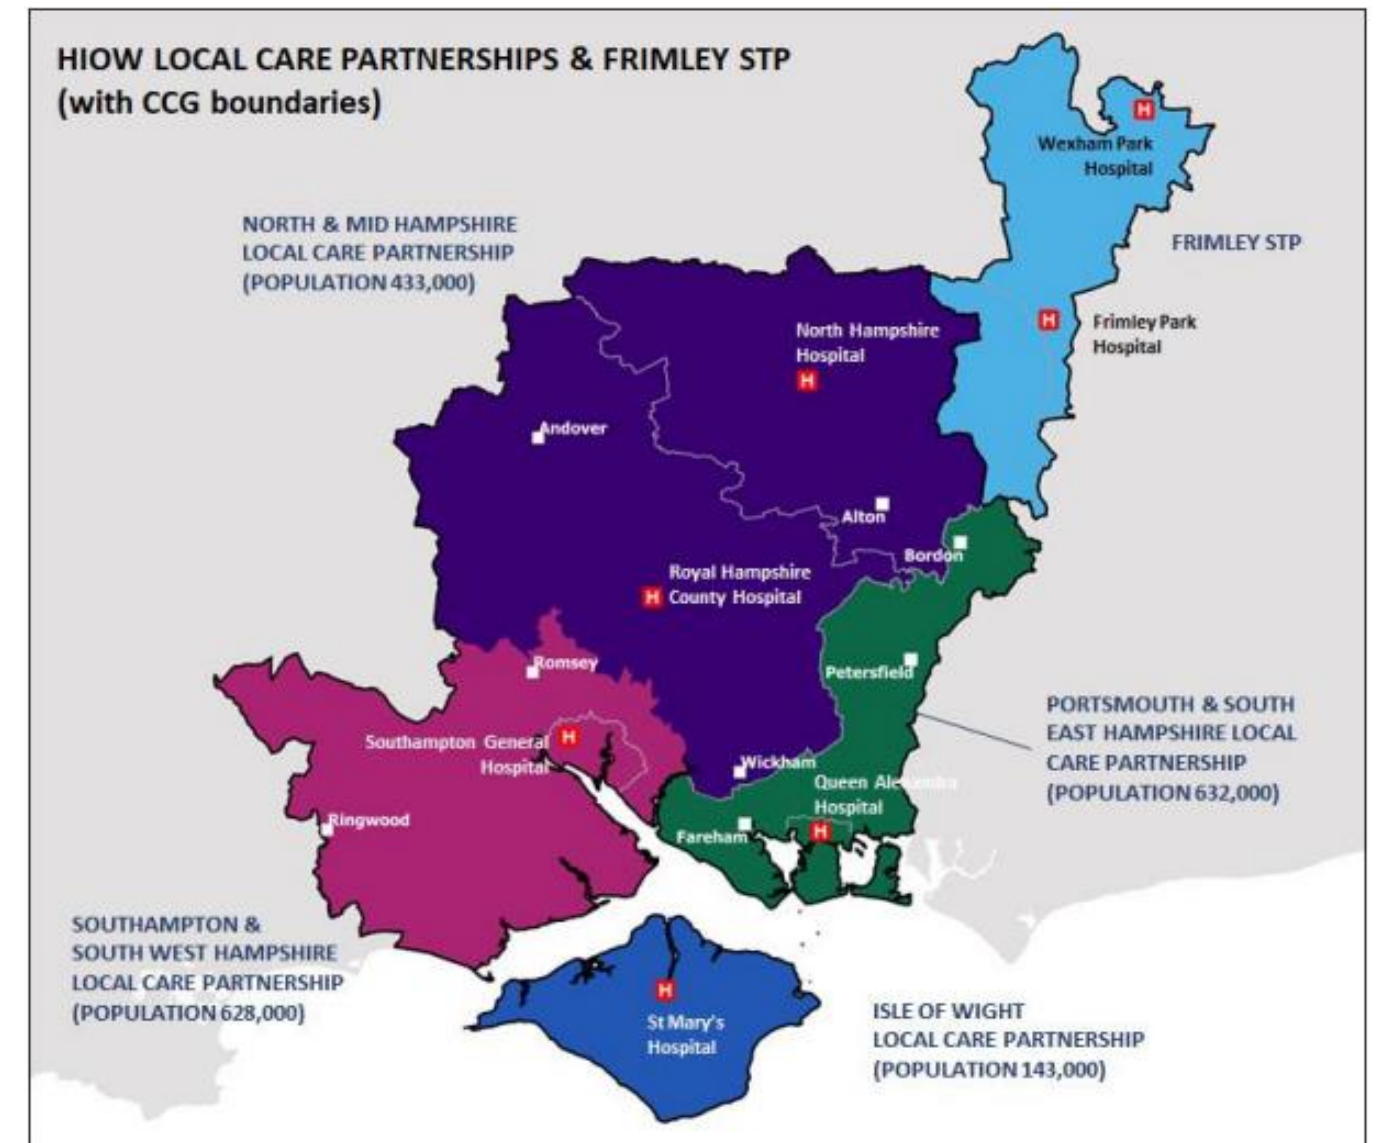 HIOW LOCAL CARE PARTNERSHIPS & FRIMLEY STP
(with CCG boundaries)
H
Wexham Park
Hospital
NORTH & MID HAMPSHIRE
LOCAL CARE PARTNERSHIP
(POPULATION 433,000)
FRIMLEY STP
H
Frimley Park
Hospital
North Hampshire
Hospital
H
Andover
Alton
Bordon
Royal Hampshire
H County Hospital
Romsey
Petersfield
PORTSMOUTH & SOUTH
EAST HAMPSHIRE LOCAL
CARE PARTNERSHIP
(POPULATION 632,000)
Southampton General
H
Hospital
Wickham
Queen Alexandra
Hospital
H
Ringwood
Fareham
SOUTHAMPTON &
SOUTH WEST HAMPSHIRE
LOCAL CARE PARTNERSHIP
(POPULATION 628,000)
H
St Mary's
Hospital
ISLE OF WIGHT
LOCAL CARE PARTNERSHIP
(POPULATION 143,000)